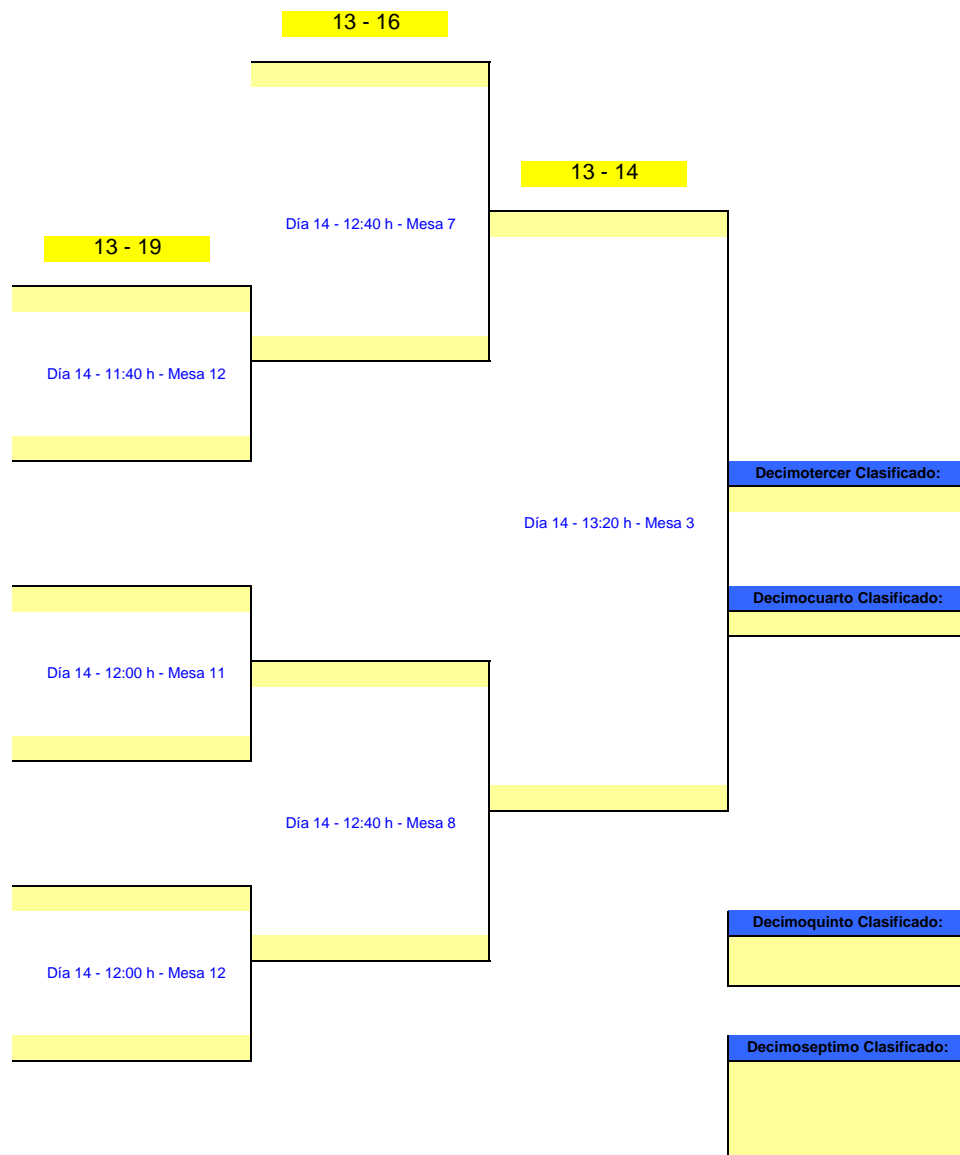 13 - 16
13 - 14
Día 14 - 12:40 h - Mesa 7
13 - 19
Día 14 - 11:40 h - Mesa 12
Decimotercer Clasificado:
Día 14 - 13:20 h - Mesa 3
Decimocuarto Clasificado:
Día 14 - 12:00 h - Mesa 11
Día 14 - 12:40 h - Mesa 8
Decimoquinto Clasificado:
Día 14 - 12:00 h - Mesa 12
Decimoseptimo Clasificado: